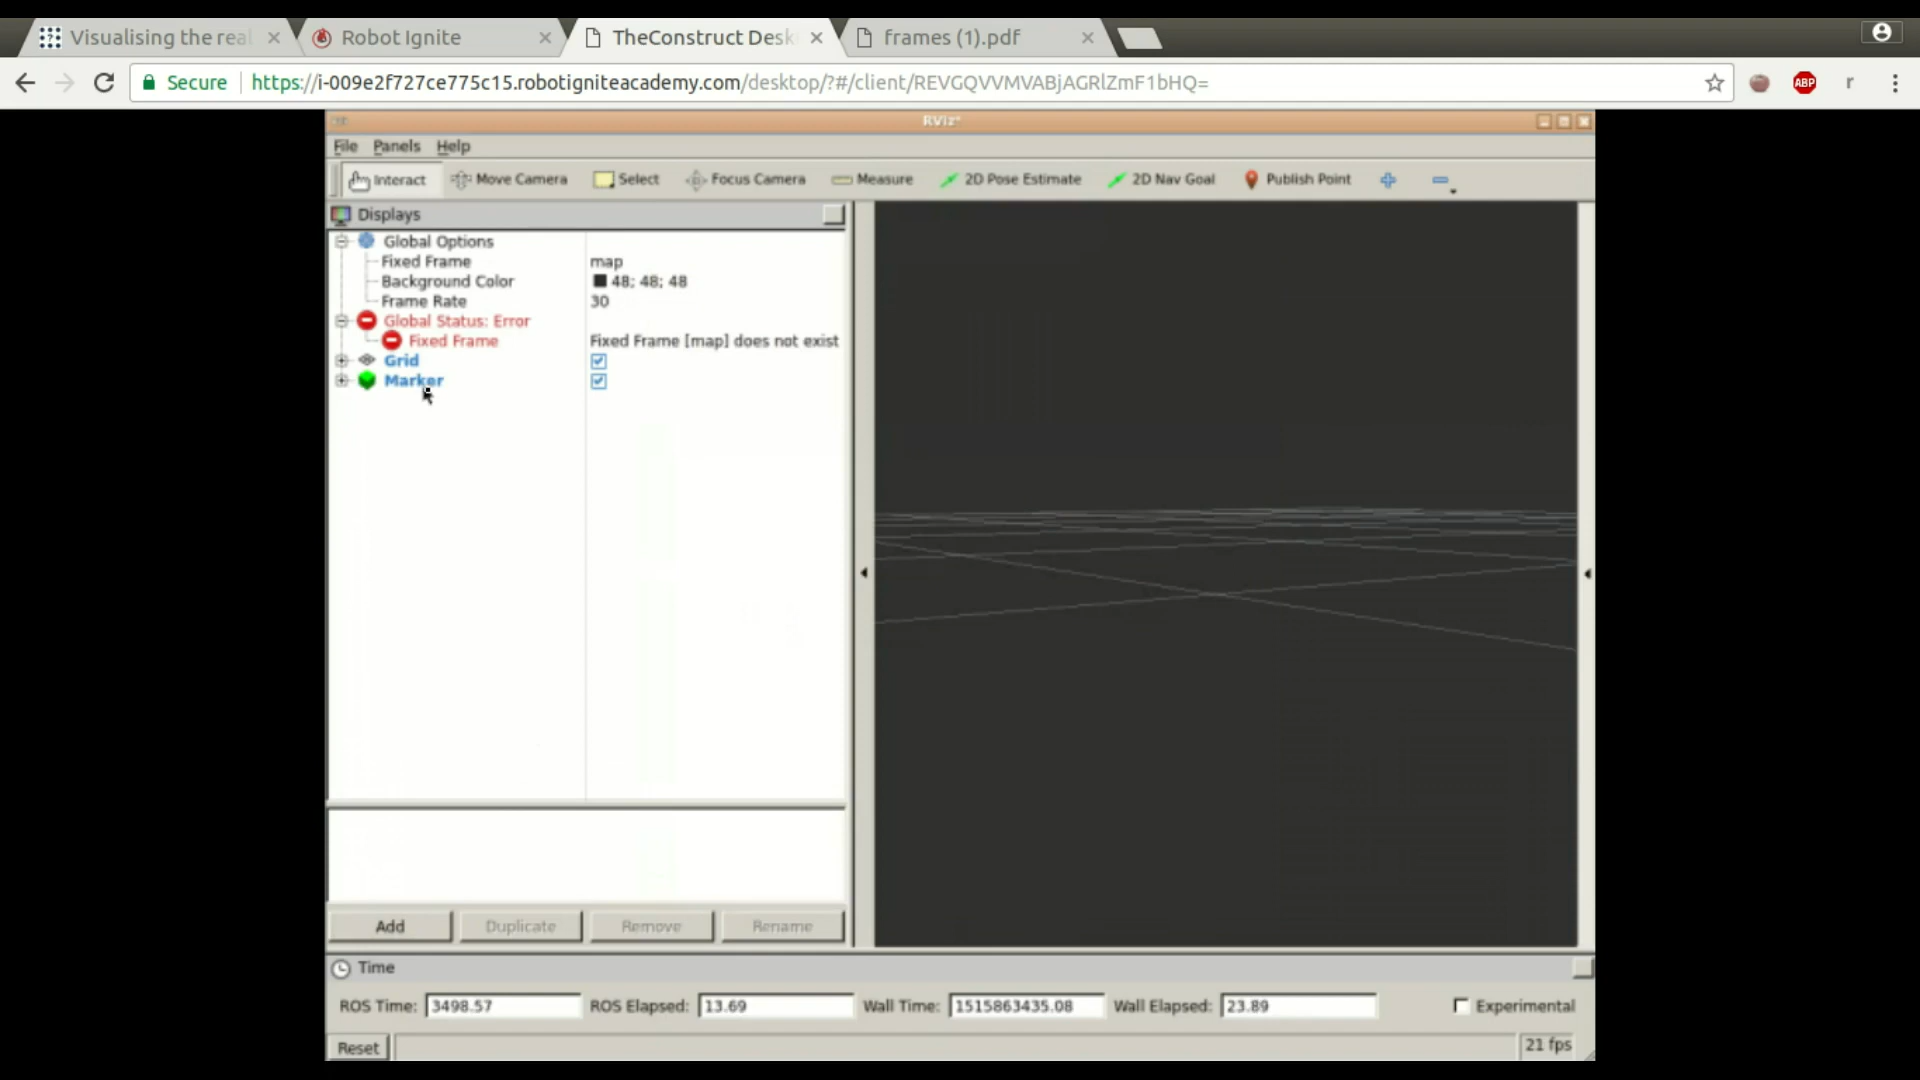 Visualising the real
Robot Ignite
TheConstruct Desk
frames (1).pdf
Secure
https://i-009e2f727ce775c15.robotigniteacademy.com/desktop/?#/client/REVGQVVMVABjAGRlZmF1bHQ=
ABP
r
RViz*
File Panels Help
Interact Move Camera Select Focus Camera Measure 2D Pose Estimate 2D Nav Goal Publish Point
Displays
Global Options
Fixed Frame map
Background Color 48; 48; 48
Frame Rate 30
Global Status: Error
Fixed Frame Fixed Frame [map] does not exist
Grid
Marker
Add Duplicate Remove Rename
Time
ROS Time: 3498.57 ROS Elapsed: 13.69 Wall Time: 1515863435.08 Wall Elapsed: 23.89 Experimental
Reset 21 fps